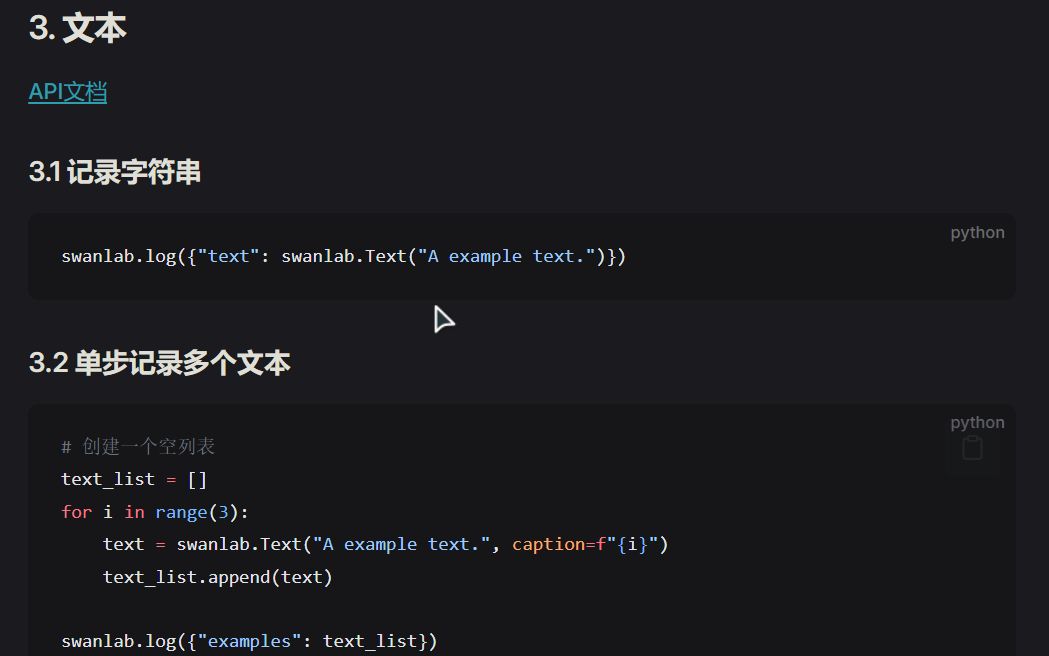 3. 文本
API文档
3.1 记录字符串
python
swanlab.log({"text": swanlab.Text("A example text.")})
3.2 单步记录多个文本
python
# 创建一个空列表
text_list = []
for i in range(3):
    text = swanlab.Text("A example text.", caption=f"{i}")
    text_list.append(text)
swanlab.log({"examples": text_list})